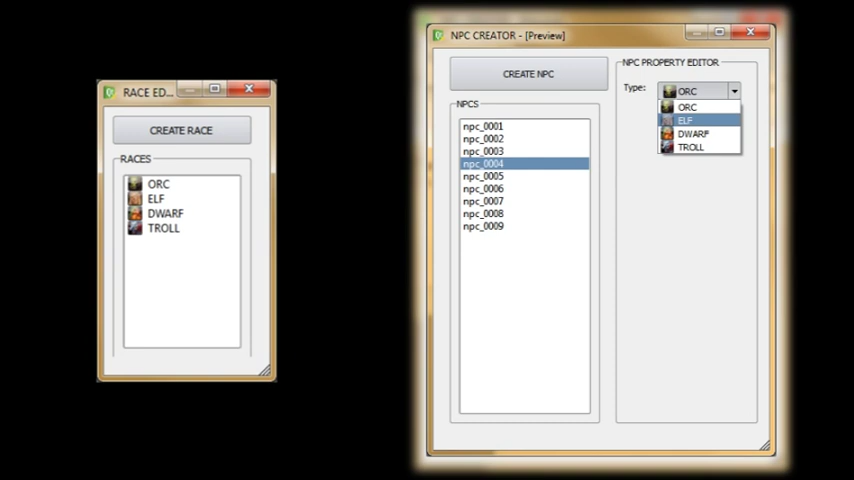 RACE ED...
CREATE RACE
RACES
ORC
ELF
DWARF
TROLL
NPC CREATOR - [Preview]
CREATE NPC
NPCS
npc_0001
npc_0002
npc_0003
npc_0004
npc_0005
npc_0006
npc_0007
npc_0008
npc_0009
NPC PROPERTY EDITOR
Type: ORC
ORC
ELF
DWARF
TROLL